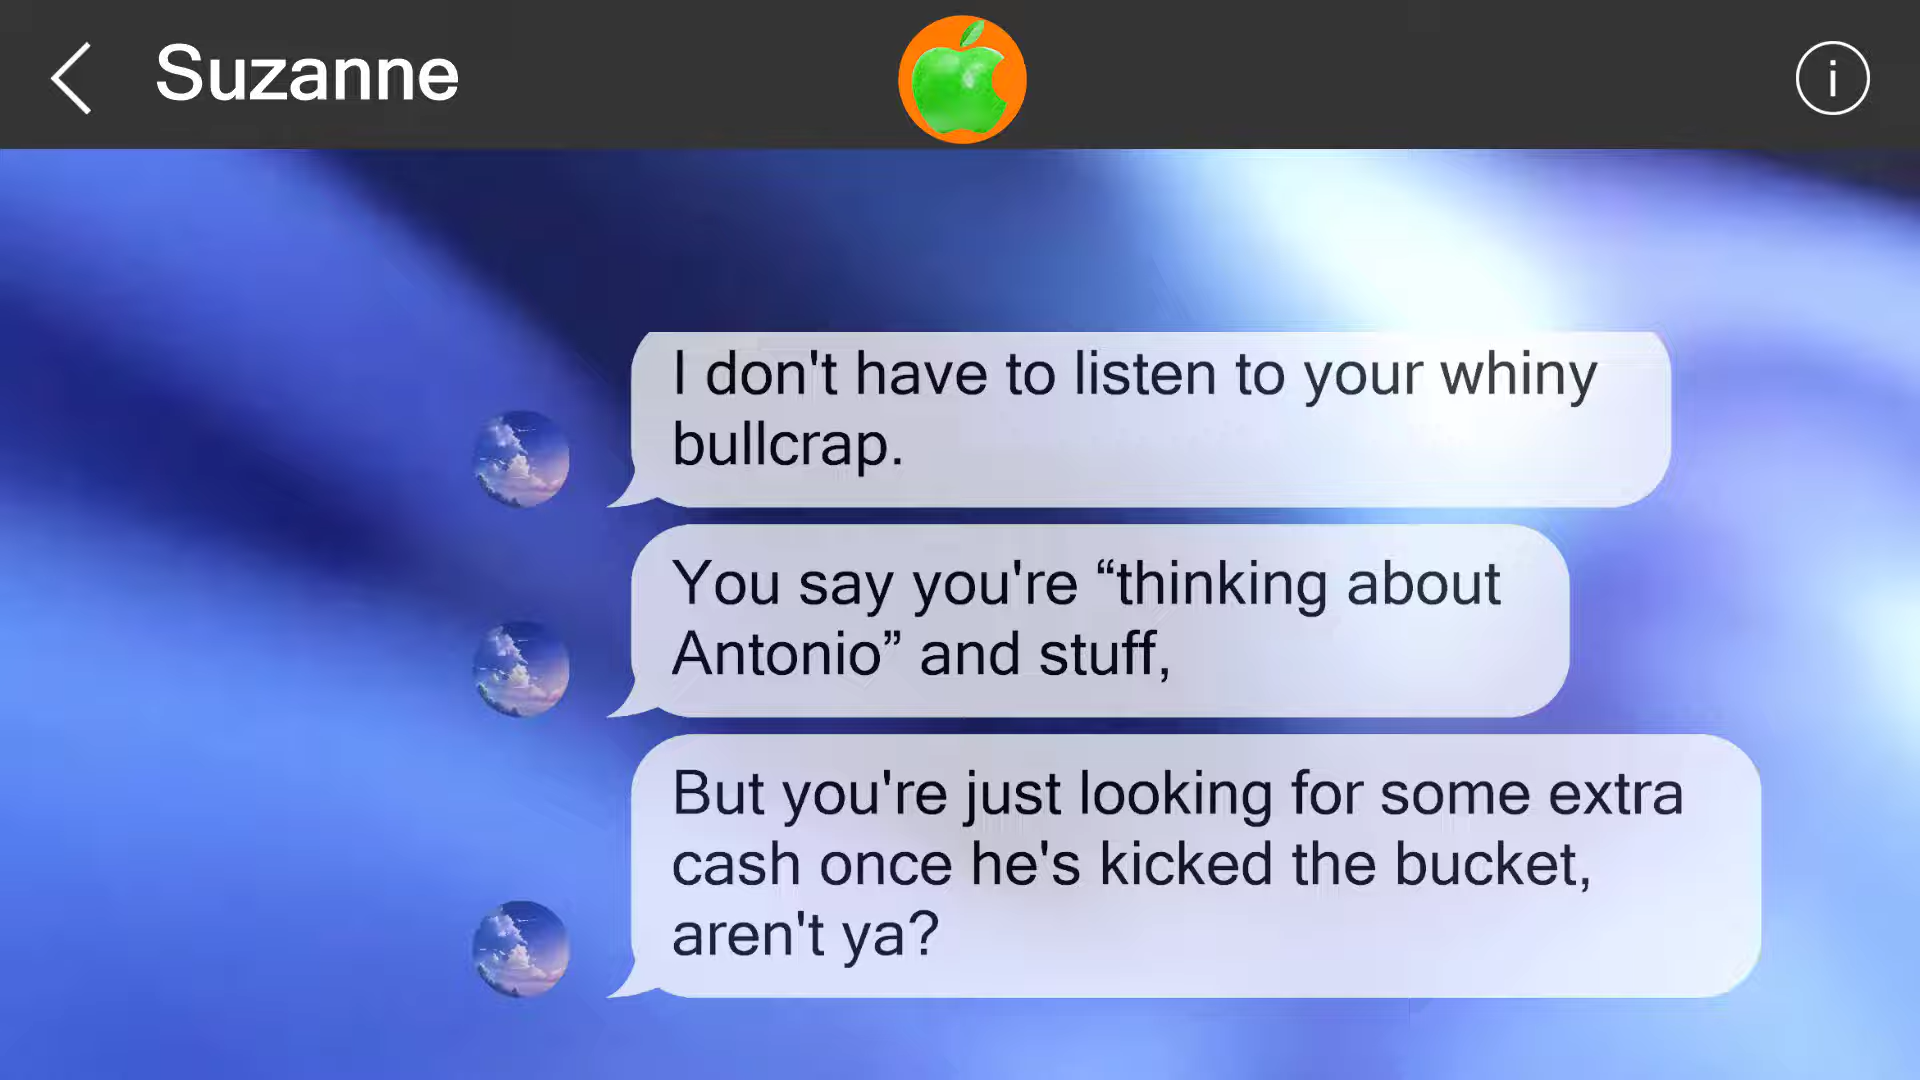 Suzanne
i
I don't have to listen to your whiny
bullcrap.
You say you're “thinking about
Antonio” and stuff,
But you're just looking for some extra
cash once he's kicked the bucket,
aren't ya?